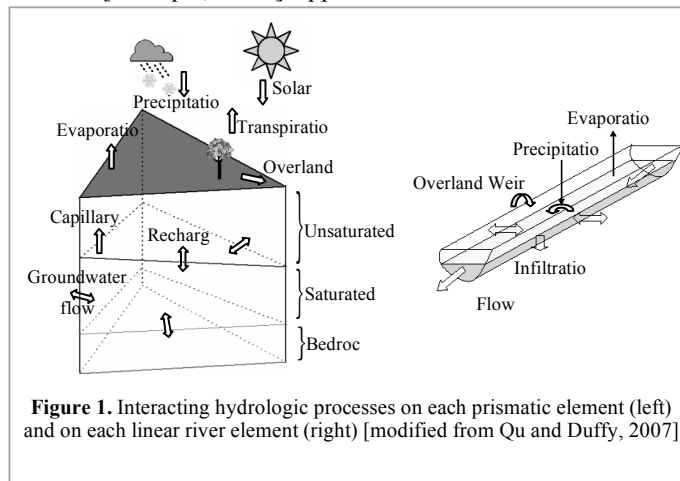 Solar
Precipitatio
Evaporatio
Transpiratio
Overland
Capillary
Recharg
Unsaturated
Groundwater
flow
Saturated
Bedroc
Evaporatio
Precipitatio
Overland Weir
Infiltratio
Flow
Figure 1. Interacting hydrologic processes on each prismatic element (left)
and on each linear river element (right) [modified from Qu and Duffy, 2007]